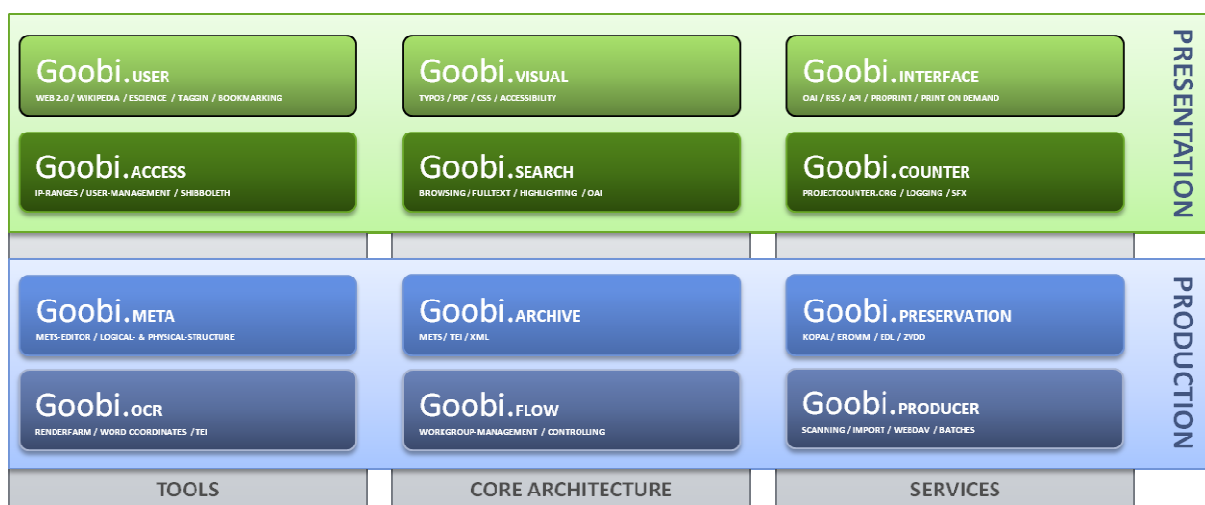 Goobi.USER
WEB 2.0 / WIKIPEDIA / ESCIENCE / TAGGIN / BOOKMARKING
Goobi.VISUAL
TYPO3 / PDF / CSS / ACCESSIBILITY
Goobi.INTERFACE
OAI / RSS / API / PROPRINT / PRINT ON DEMAND
Goobi.ACCESS
IP-RANGES / USER-MANAGEMENT / SHIBBOLETH
Goobi.SEARCH
BROWSING / FULLTEXT / HIGHLIGHTING / OAI
Goobi.COUNTER
PROJECTCOUNTER.ORG / LOGGING / SFX
PRESENTATION
Goobi.META
METS-EDITOR / LOGICAL- & PHYSICAL-STRUCTURE
Goobi.ARCHIVE
METS / TEI / XML
Goobi.PRESERVATION
KOPAL / EROMM / EDL / ZVDD
Goobi.OCR
RENDERFARM / WORD COORDINATES / TEI
Goobi.FLOW
WORKGROUP-MANAGEMENT / CONTROLLING
Goobi.PRODUCER
SCANNING / IMPORT / WEBDAV / BATCHES
PRODUCTION
TOOLS
CORE ARCHITECTURE
SERVICES